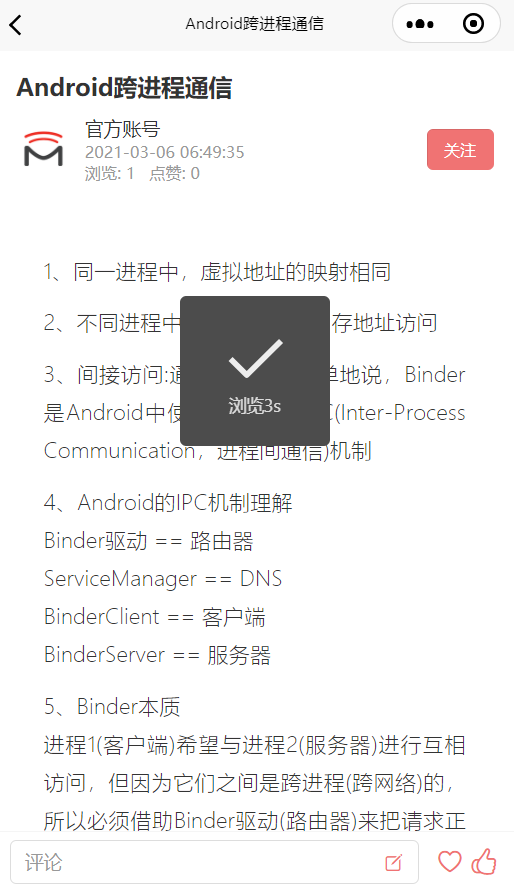 Android跨进程通信
Android跨进程通信
官方账号
2021-03-06 06:49:35
浏览: 1 点赞: 0
关注
1、同一进程中，虚拟地址的映射相同
2、不同进程中
存地址访问
3、间接访问:通
单地说，Binder
是Android中使
C(Inter-Process
Communication，进程间通信)机制
浏览3s
4、Android的IPC机制理解
Binder驱动 == 路由器
ServiceManager == DNS
BinderClient == 客户端
BinderServer == 服务器
5、Binder本质
进程1(客户端)希望与进程2(服务器)进行互相
访问，但因为它们之间是跨进程(跨网络)的，
所以必须借助Binder驱动(路由器)来把请求正
评论